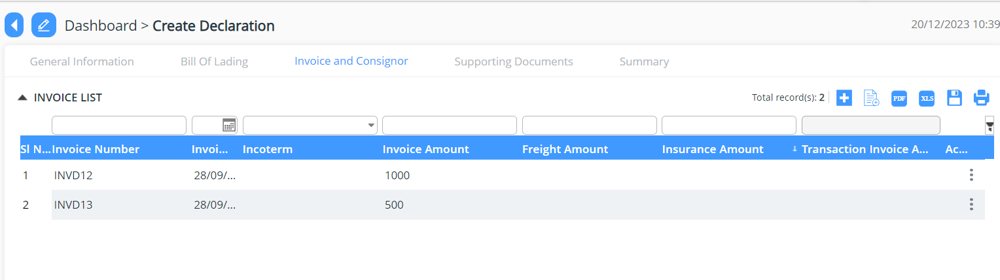 Dashboard > Create Declaration
20/12/2023 10:39
General Information Bill Of Lading Invoice and Consignor Supporting Documents Summary
INVOICE LIST
Total record(s): 2 PDF XLS
Sl N... Invoice Number Invoi... Incoterm Invoice Amount Freight Amount Insurance Amount Transaction Invoice A... Ac...
1 INVD12 28/09/... 1000
2 INVD13 28/09/... 500